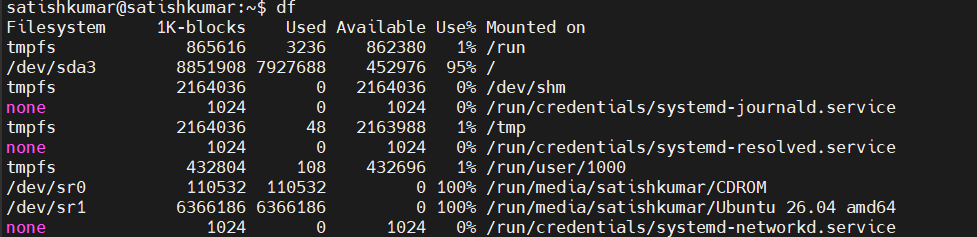 satishkumar@satishkumar:~$ df
Filesystem     1K-blocks    Used Available Use% Mounted on
tmpfs             865616    3236    862380   1% /run
/dev/sda3        8851908 7927688    452976  95% /
tmpfs            2164036       0   2164036   0% /dev/shm
none                1024       0      1024   0% /run/credentials/systemd-journald.service
tmpfs            2164036      48   2163988   1% /tmp
none                1024       0      1024   0% /run/credentials/systemd-resolved.service
tmpfs             432804     108    432696   1% /run/user/1000
/dev/sr0          110532  110532         0 100% /run/media/satishkumar/CDROM
/dev/sr1         6366186 6366186         0 100% /run/media/satishkumar/Ubuntu 26.04 amd64
none                1024       0      1024   0% /run/credentials/systemd-networkd.service